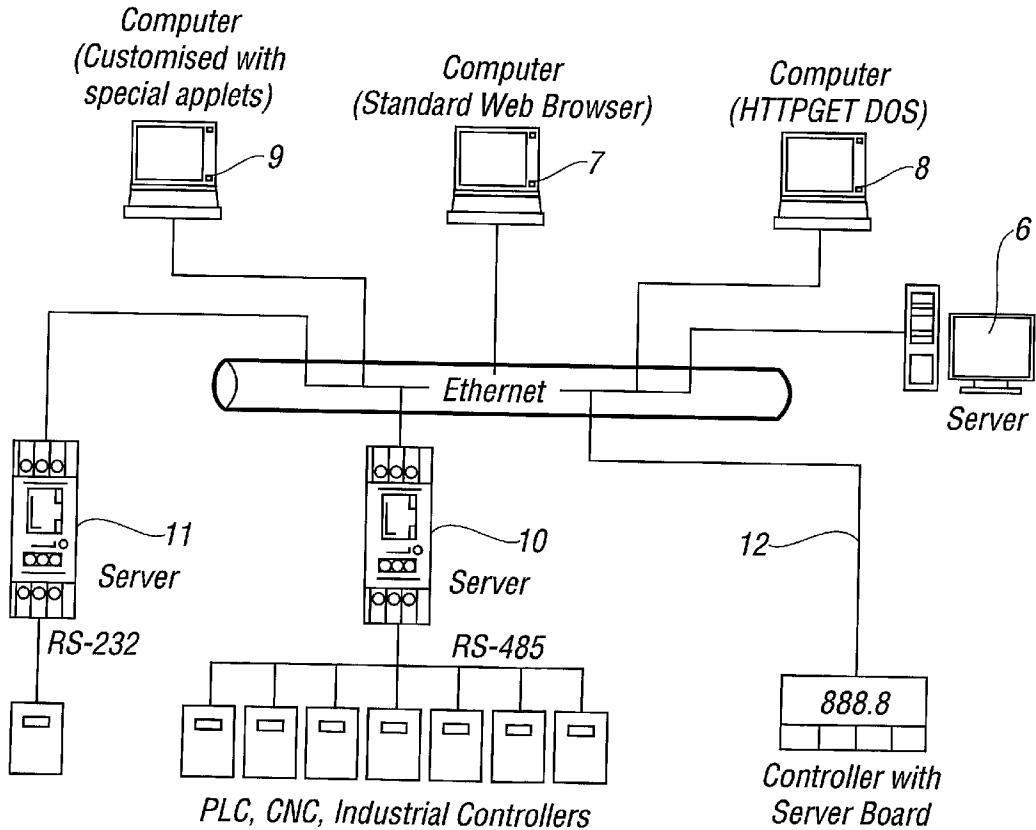 Computer
(Customised with
special applets)
Computer
(Standard Web Browser)
Computer
(HTTPGET DOS)
9
7
8
6
Ethernet
Server
11
Server
10
Server
12
RS-232
RS-485
888.8
PLC, CNC, Industrial Controllers
Controller with
Server Board